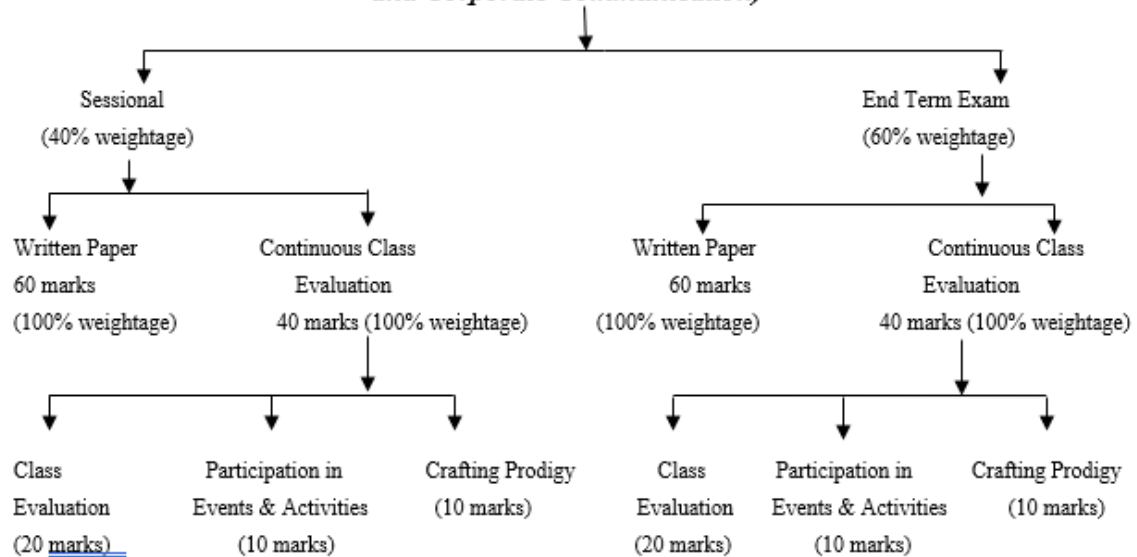 and Corporate Communication)
Sessional
(40% weightage)
End Term Exam
(60% weightage)
Written Paper
60 marks
(100% weightage)
Continuous Class
Evaluation
40 marks (100% weightage)
Written Paper
60 marks
(100% weightage)
Continuous Class
Evaluation
40 marks (100% weightage)
Class
Evaluation
(20 marks)
Participation in
Events & Activities
(10 marks)
Crafting Prodigy
(10 marks)
Class
Evaluation
(20 marks)
Participation in
Events & Activities
(10 marks)
Crafting Prodigy
(10 marks)